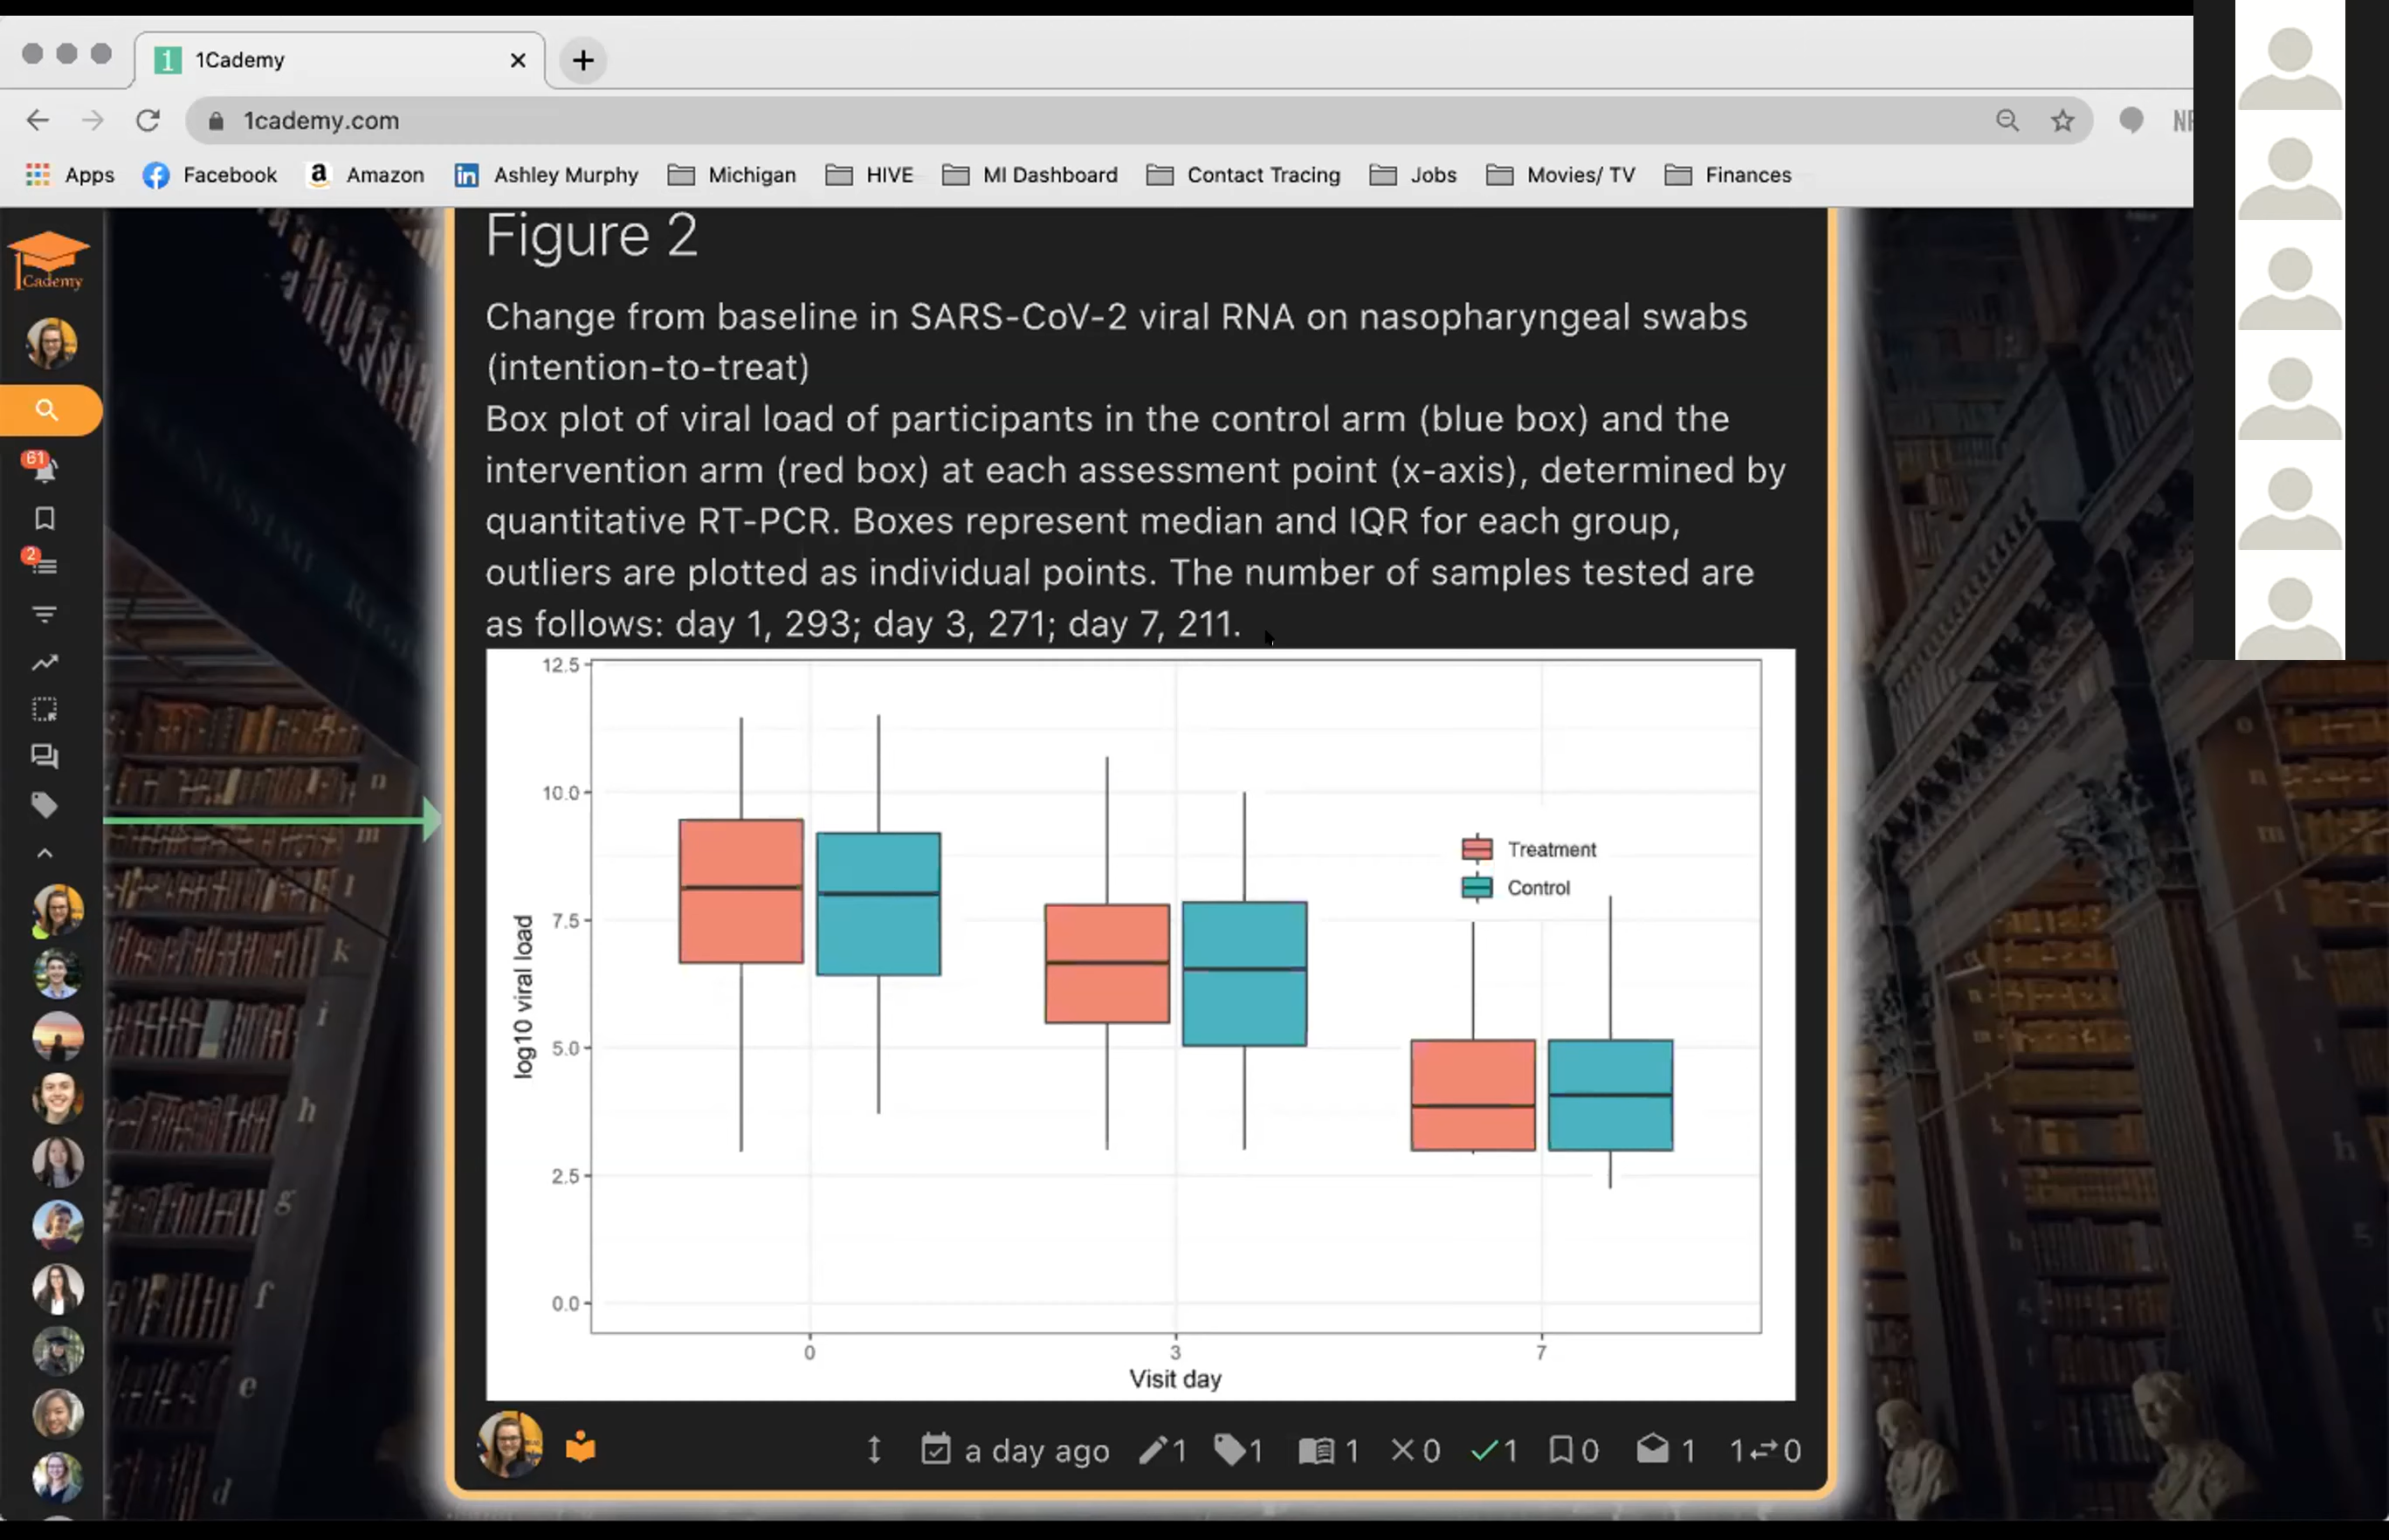 1Cademy
1cademy.com
Apps
Facebook
Amazon
Ashley Murphy
Michigan
HIVE
MI Dashboard
Contact Tracing
Jobs
Movies/ TV
Finances
1Cademy
61
2
Figure 2
Change from baseline in SARS-CoV-2 viral RNA on nasopharyngeal swabs
(intention-to-treat)
Box plot of viral load of participants in the control arm (blue box) and the
intervention arm (red box) at each assessment point (x-axis), determined by
quantitative RT-PCR. Boxes represent median and IQR for each group,
outliers are plotted as individual points. The number of samples tested are
as follows: day 1, 293; day 3, 271; day 7, 211.
12.5
10.0
7.5
5.0
2.5
0.0
log10 viral load
Treatment
Control
0
3
7
Visit day
a day ago
1
1
1
0
1
0
1
1
0
n
m
l
k
i
h
g
f
e
d